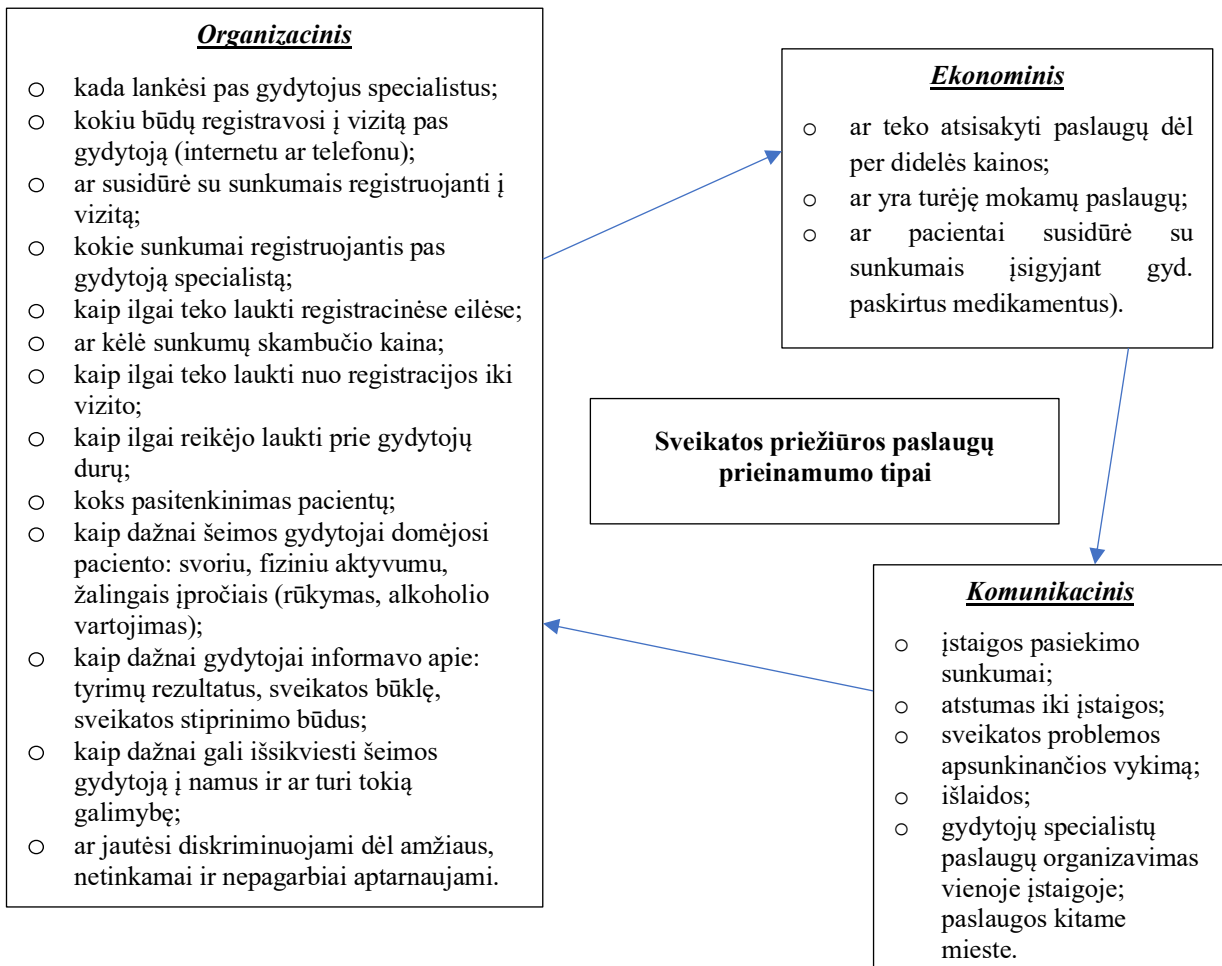 Organizacinis
o kada lankėsi pas gydytojus specialistus;
o kokiu būdų registravosi į vizitą pas
gydytoją (internetu ar telefonu);
o ar susidūrė su sunkumais registruojanti į
vizitą;
o kokie sunkumai registruojantis pas
gydytoją specialistą;
o kaip ilgai teko laukti registracinėse eilėse;
o ar kėlė sunkumų skambučio kaina;
o kaip ilgai teko laukti nuo registracijos iki
vizito;
o kaip ilgai reikėjo laukti prie gydytojų
durų;
o koks pasitenkinimas pacientų;
o kaip dažnai šeimos gydytojai domėjosi
paciento: svoriu, fiziniu aktyvumu,
žalingais įpročiais (rūkymas, alkoholio
vartojimas);
o kaip dažnai gydytojai informavo apie:
tyrimų rezultatus, sveikatos būklę,
sveikatos stiprinimo būdus;
o kaip dažnai gali išsikviesti šeimos
gydytoją į namus ir ar turi tokią
galimybę;
o ar jautėsi diskriminuojami dėl amžiaus,
netinkamai ir nepagarbiai aptarnaujami.
Ekonominis
o ar teko atsisakyti paslaugų dėl
per didelės kainos;
o ar yra turėję mokamų paslaugų;
o ar pacientai susidūrė su
sunkumais įsigyjant gyd.
paskirtus medikamentus).
Sveikatos priežiūros paslaugų
prieinamumo tipai
Komunikacinis
o įstaigos pasiekimo
sunkumai;
o atstumas iki įstaigos;
o sveikatos problemos
apsunkinančios vykimą;
o išlaidos;
o gydytojų specialistų
paslaugų organizavimas
vienoje įstaigoje;
paslaugos kitame
mieste.